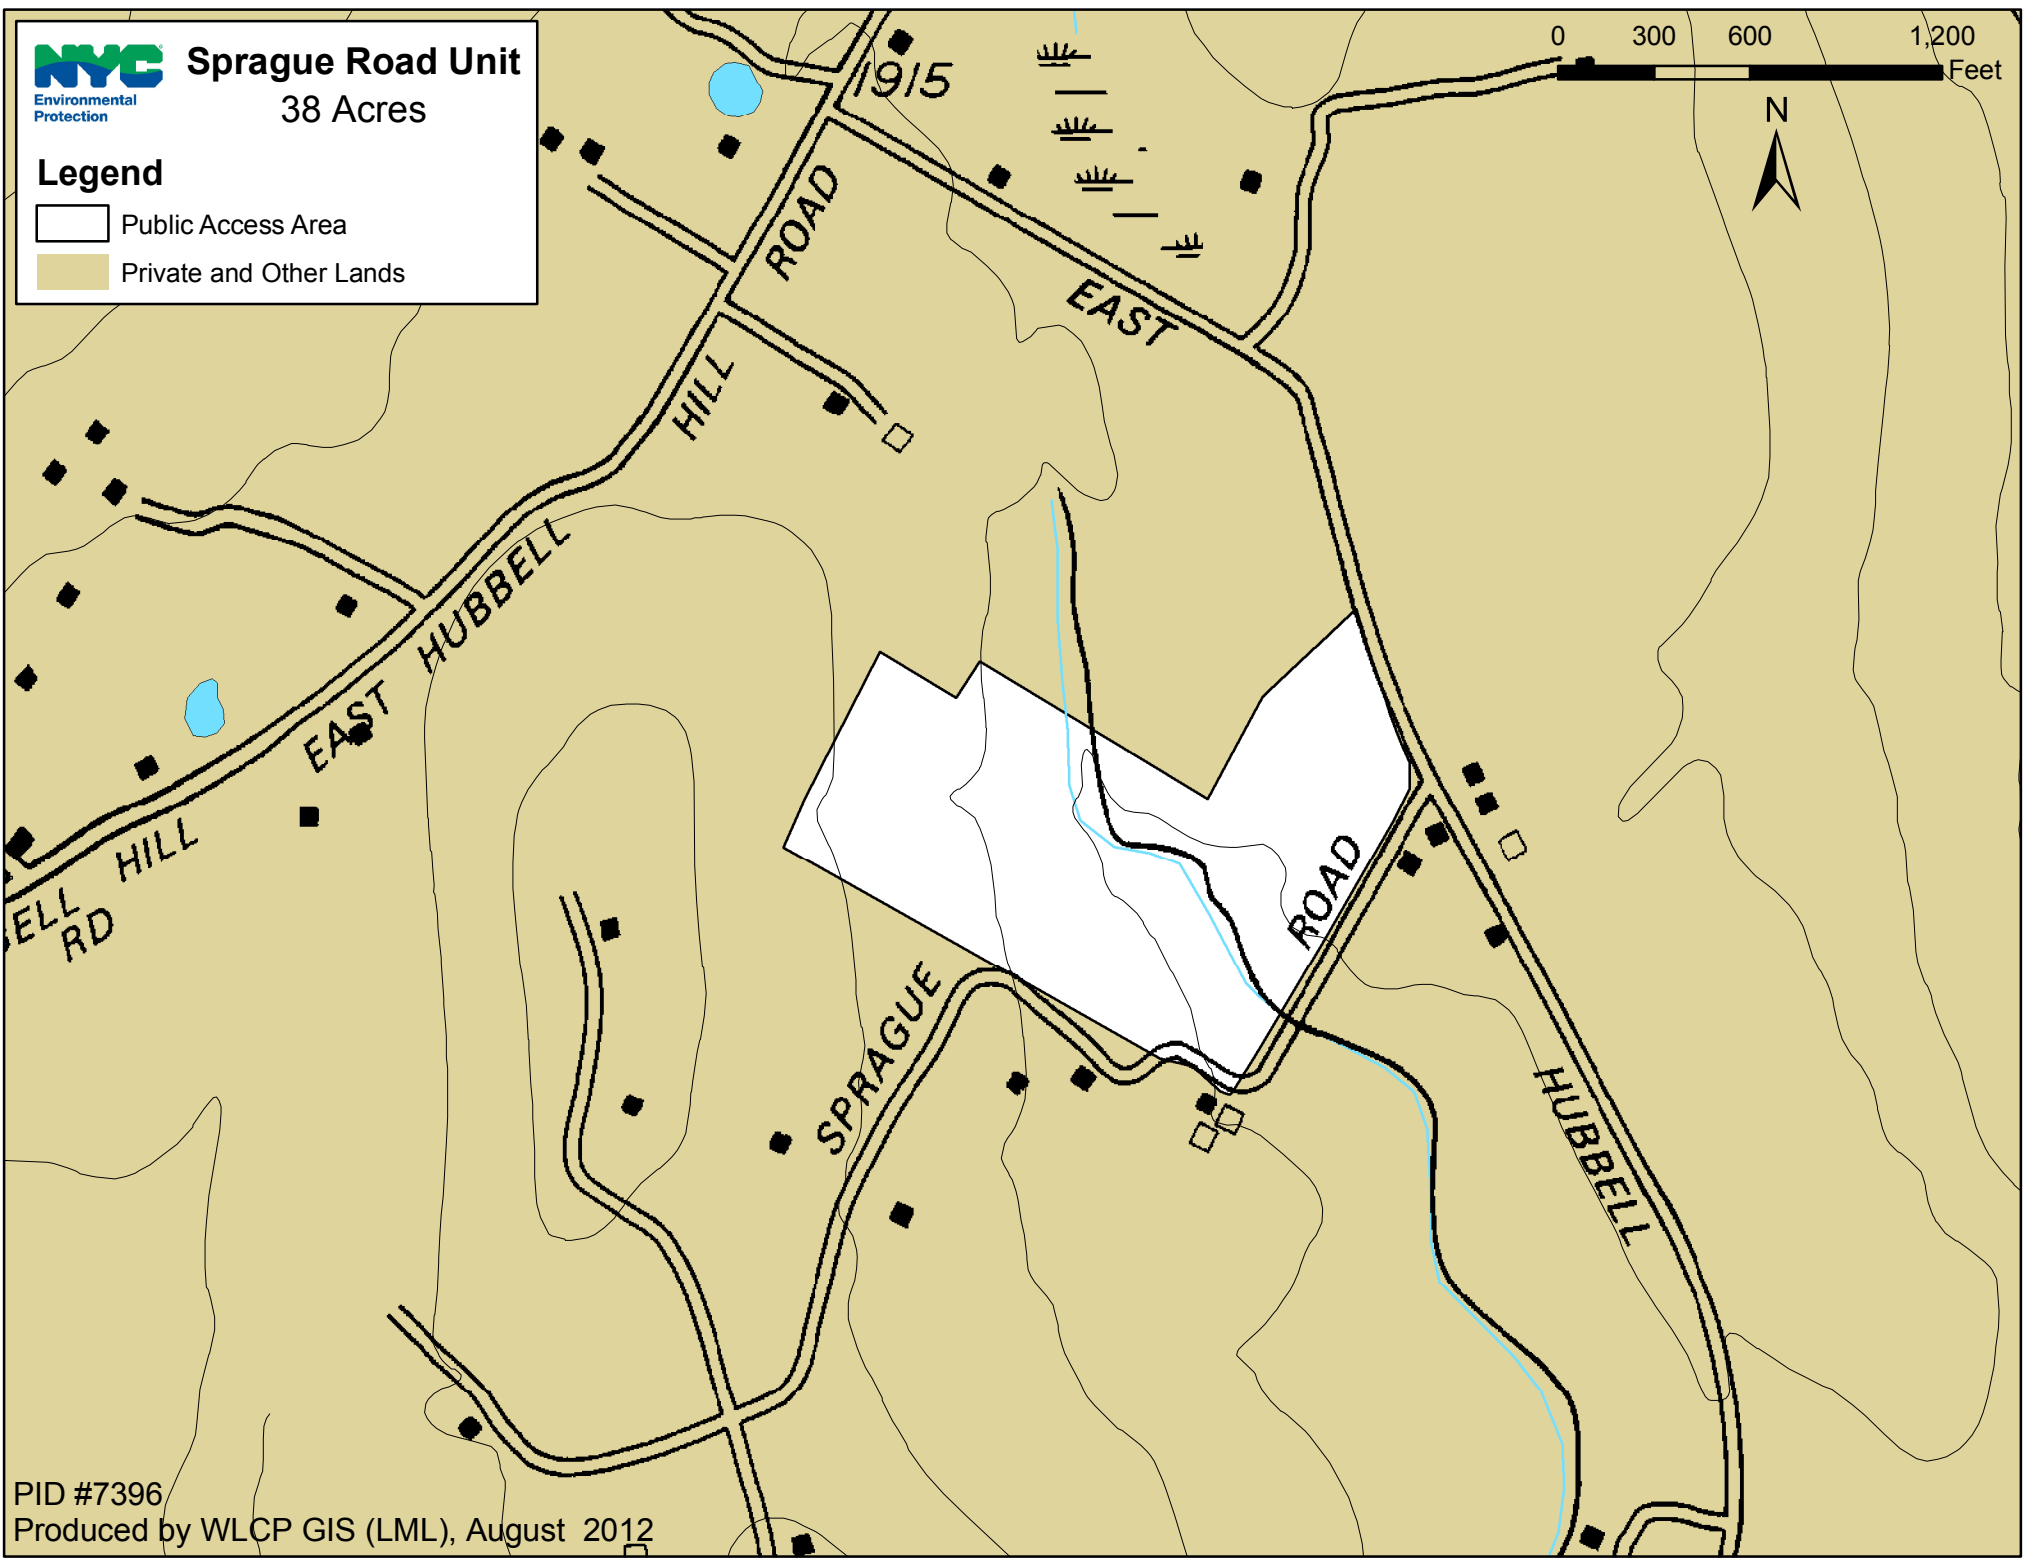 NYC
Environmental
Protection
Sprague Road Unit
38 Acres
Legend
Public Access Area
Private and Other Lands
0 300 600 1,200
Feet
N
1915
ROAD
HILL
EAST
HUBBELL
EAST
HILL
RD
ROAD
SPRAGUE
HUBBELL
PID #7396
Produced by WLCP GIS (LML), August 2012